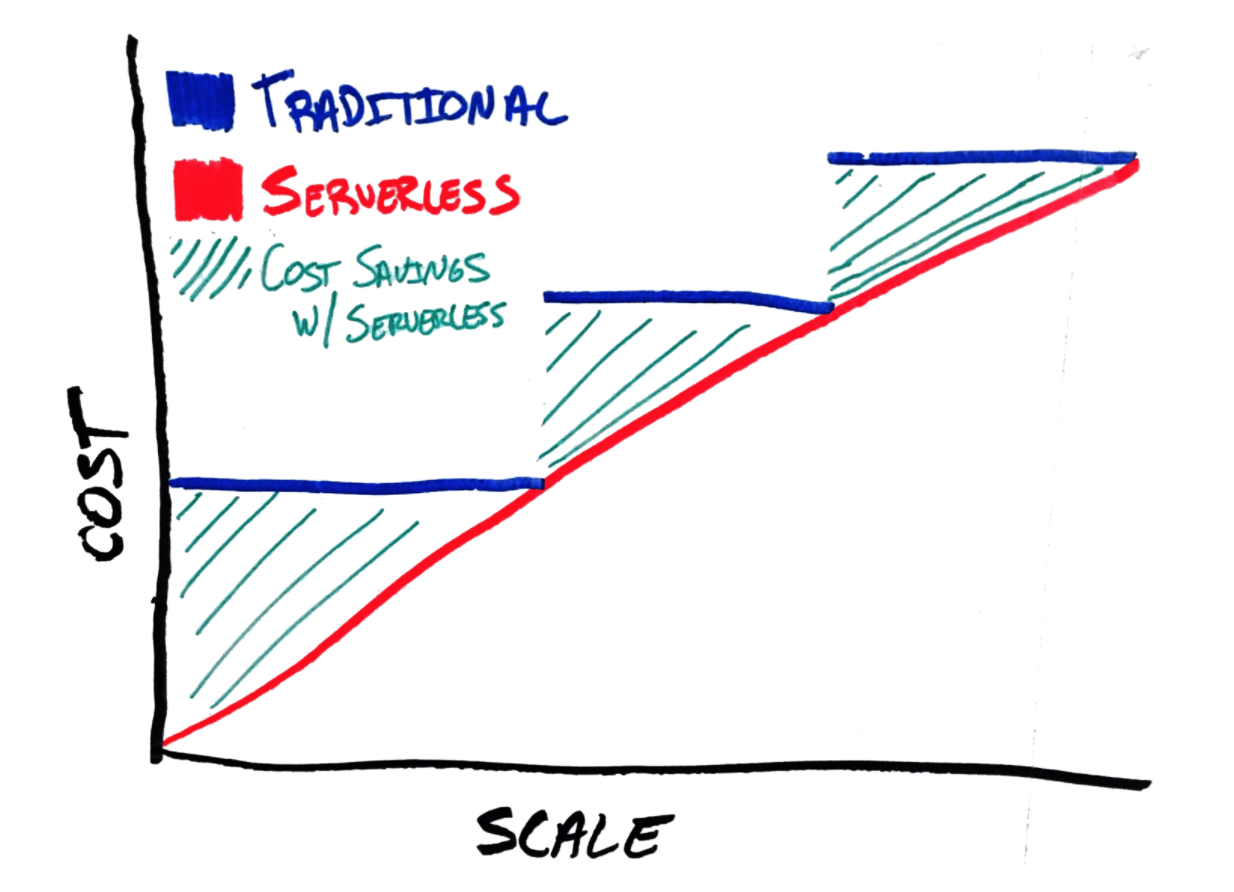 TRADITIONAL
SERVERLESS
COST SAVINGS
W/ SERVERLESS
COST
SCALE